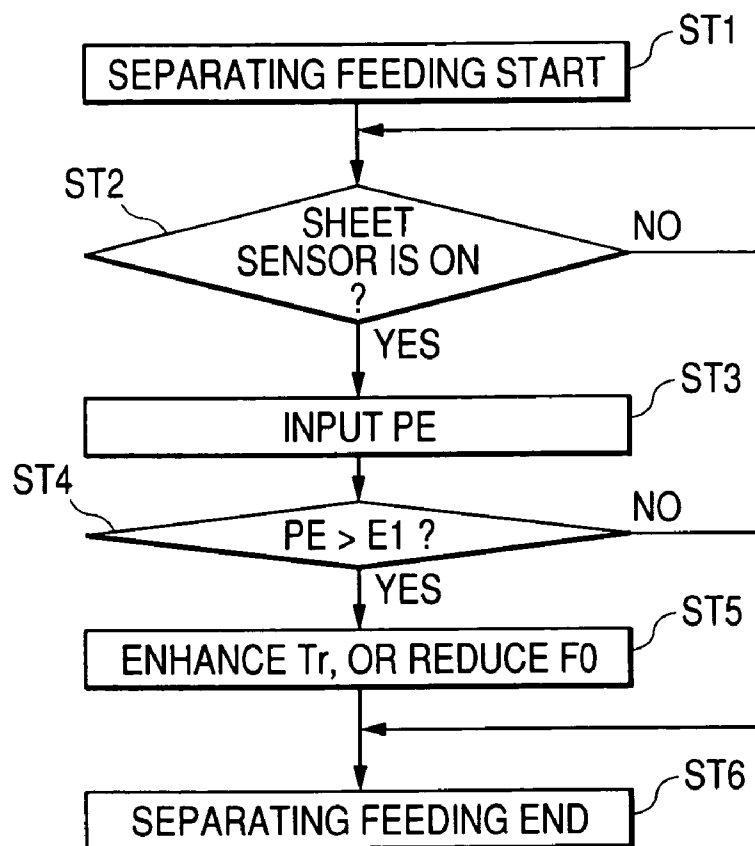 ST1
SEPARATING FEEDING START
ST2
SHEET
SENSOR IS ON
?
NO
YES
ST3
INPUT PE
ST4
PE > E1 ?
NO
YES
ST5
ENHANCE Tr, OR REDUCE F0
ST6
SEPARATING FEEDING END